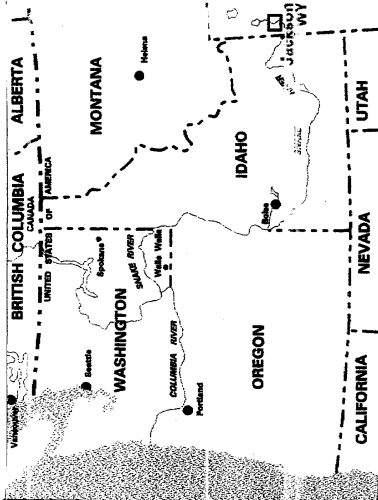 ALBERTA
BRITISH COLUMBIA
CANADA
UNITED STATES OF AMERICA
Vancouver
Seattle
Spokane
SNAKE RIVER
Walla Walla
WASHINGTON
COLUMBIA RIVER
Portland
MONTANA
Helena
IDAHO
Boise
SNAKE
Jackson
WY
OREGON
CALIFORNIA
NEVADA
UTAH